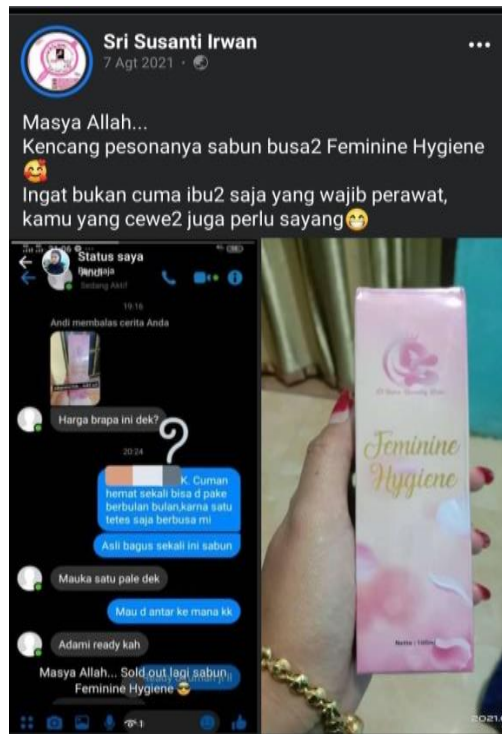 Sri Susanti Irwan
7 Agt 2021
Masya Allah...
Kencang pesonanya sabun busa2 Feminine Hygiene
🥰
Ingat bukan cuma ibu2 saja yang wajib perawat,
kamu yang cewe2 juga perlu sayang😁
Status saya
Sedang Aktif
19:16
Andi membalas cerita Anda
Harga brapa ini dek?
?
20:24
K. Cuman
hemat sekali bisa d pake
berbulan bulan,karna satu
tetes saja berbusa mi
Asli bagus sekali ini sabun
Mauka satu pale dek
Mau d antar ke mana kk
Adami ready kah
Masya Allah... Sold out lagi sabun
Feminine Hygiene 😎
1
Feminine
Hygiene
Netto : 100ml